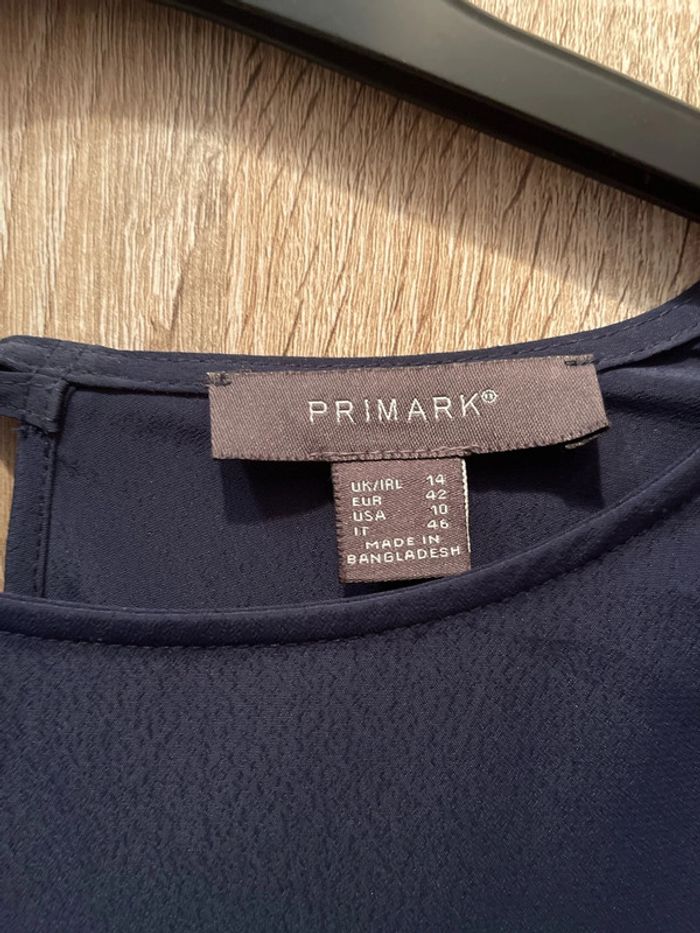 PRIMARK®
UK/IRL 14
EUR 42
USA 10
IT 46
MADE IN
BANGLADESH